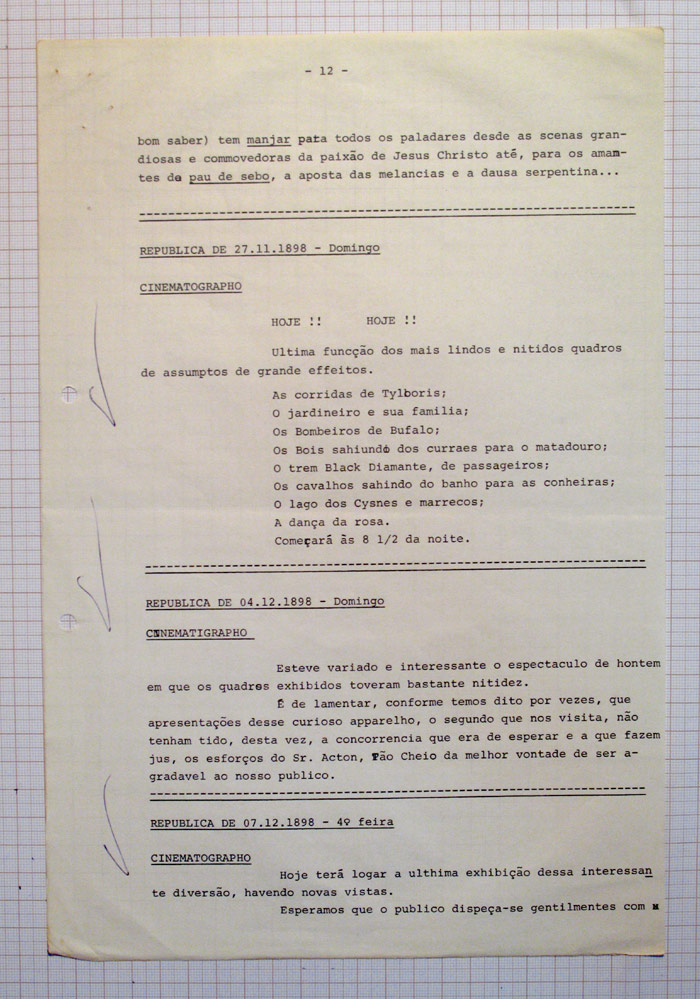 - 12 -
bom saber) tem manjar para todos os paladares desde as scenas gran-
diosas e commovedoras da paixão de Jesus Christo até, para os aman-
tes de pau de sebo, a aposta das melancias e a dausa serpentina...
REPUBLICA DE 27.11.1898 - Domingo
CINEMATOGRAPHO
HOJE !! HOJE !!
Ultima funcção dos mais lindos e nitidos quadros
de assumptos de grande effeitos.
As corridas de Tylboris;
O jardineiro e sua familia;
Os Bombeiros de Bufalo;
Os Bois sahiundo dos curraes para o matadouro;
O trem Black Diamante, de passageiros;
Os cavalhos sahindo do banho para as conheiras;
O lago dos Cysnes e marrecos;
A dança da rosa.
Começará às 8 1/2 da noite.
REPUBLICA DE 04.12.1898 - Domingo
CINEMATIGRAPHO
Esteve variado e interessante o espectaculo de hontem
em que os quadros exhibidos toveram bastante nitidez.
É de lamentar, conforme temos dito por vezes, que
apresentações desse curioso apparelho, o segundo que nos visita, não
tenham tido, desta vez, a concorrencia que era de esperar e a que fazem
jus, os esforços do Sr. Acton, Tão Cheio da melhor vontade de ser a-
gradavel ao nosso publico.
REPUBLICA DE 07.12.1898 - 4º feira
CINEMATOGRAPHO
Hoje terá logar a ulthima exhibição dessa interessan
te diversão, havendo novas vistas.
Esperamos que o publico dispeça-se gentilmentes com